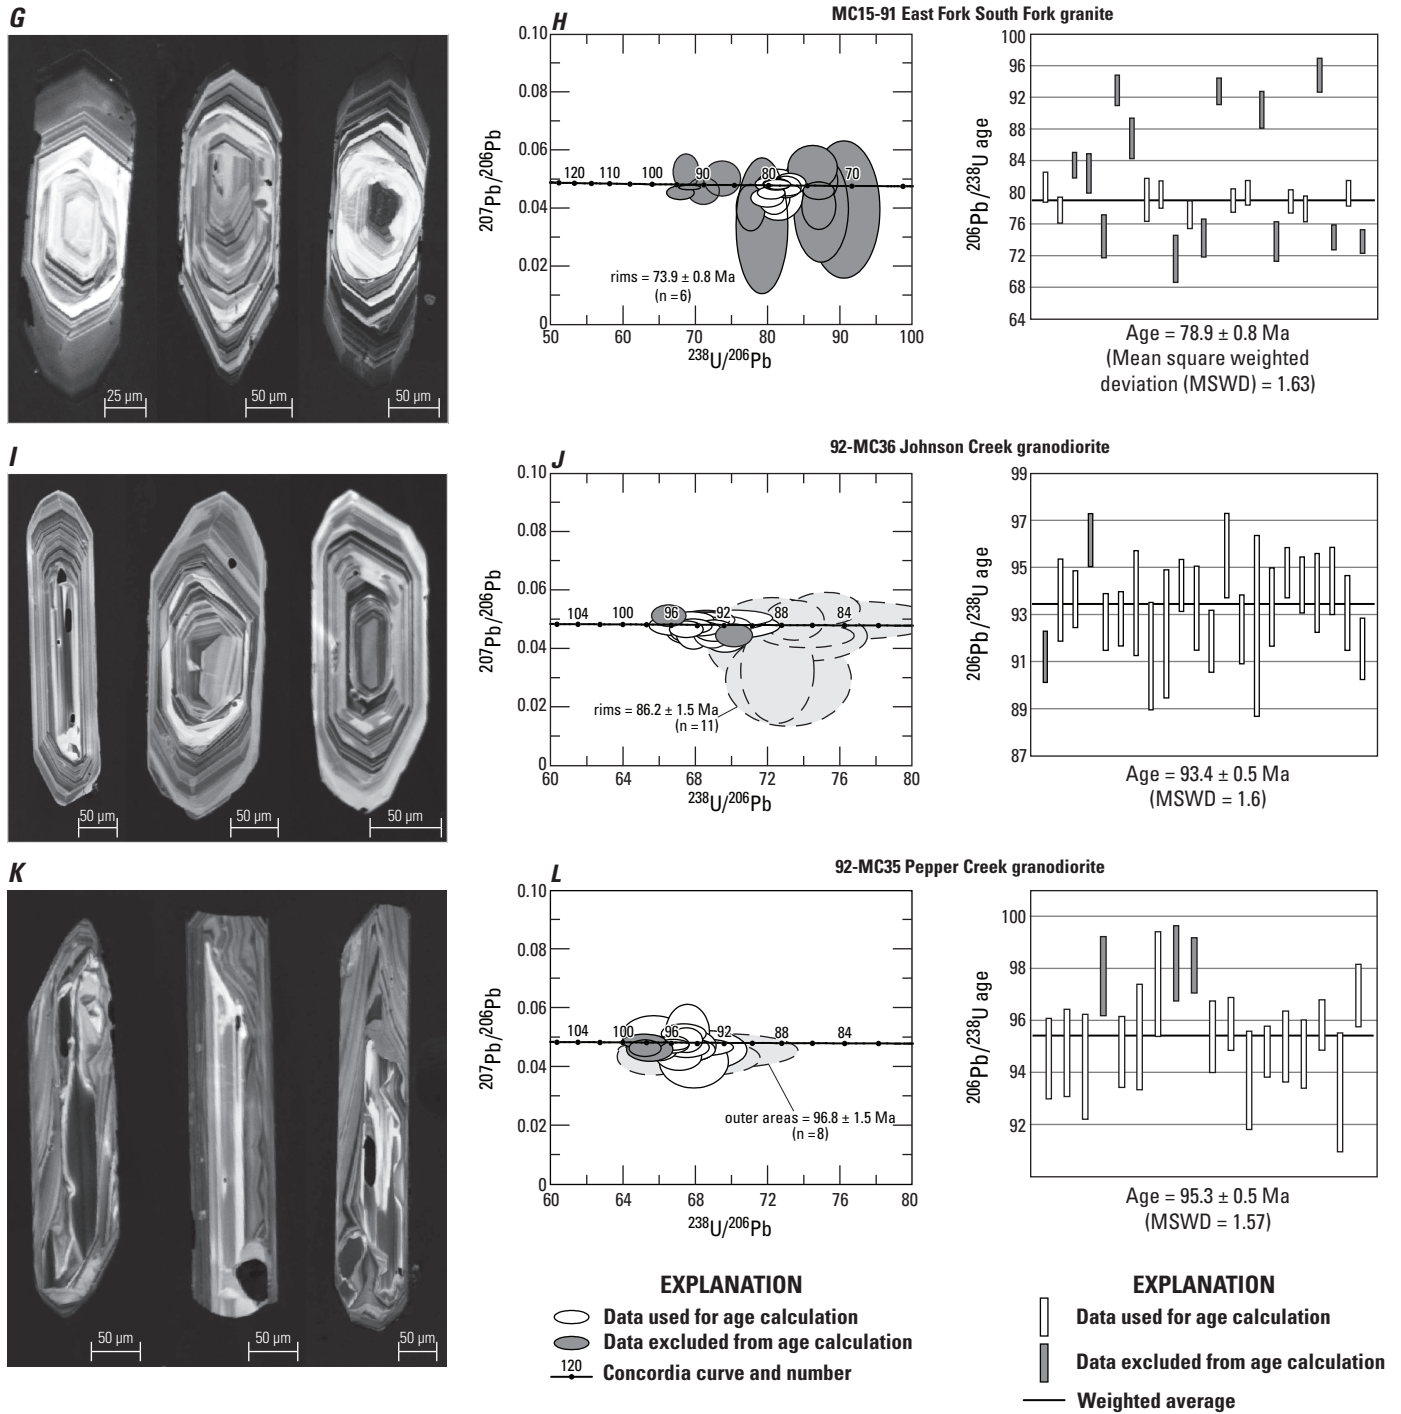 G
25 µm
50 µm
50 µm
H
MC15-91 East Fork South Fork granite
0.10
0.08
0.06
0.04
0.02
0
207Pb/206Pb
120
110
100
90
80
70
rims = 73.9 ± 0.8 Ma
(n = 6)
50
60
70
80
90
100
238U/206Pb
100
96
92
88
84
80
76
72
68
64
206Pb/238U age
Age = 78.9 ± 0.8 Ma
(Mean square weighted
deviation (MSWD) = 1.63)
I
50 µm
50 µm
50 µm
J
92-MC36 Johnson Creek granodiorite
0.10
0.08
0.06
0.04
0.02
0
207Pb/206Pb
104
100
96
92
88
84
rims = 86.2 ± 1.5 Ma
(n = 11)
60
64
68
72
76
80
238U/206Pb
99
97
95
93
91
89
87
206Pb/238U age
Age = 93.4 ± 0.5 Ma
(MSWD = 1.6)
K
50 µm
50 µm
50 µm
L
92-MC35 Pepper Creek granodiorite
0.10
0.08
0.06
0.04
0.02
0
207Pb/206Pb
104
100
96
92
88
84
outer areas = 96.8 ± 1.5 Ma
(n = 8)
60
64
68
72
76
80
238U/206Pb
100
98
96
94
92
206Pb/238U age
Age = 95.3 ± 0.5 Ma
(MSWD = 1.57)
EXPLANATION
Data used for age calculation
Data excluded from age calculation
120
Concordia curve and number
EXPLANATION
Data used for age calculation
Data excluded from age calculation
Weighted average